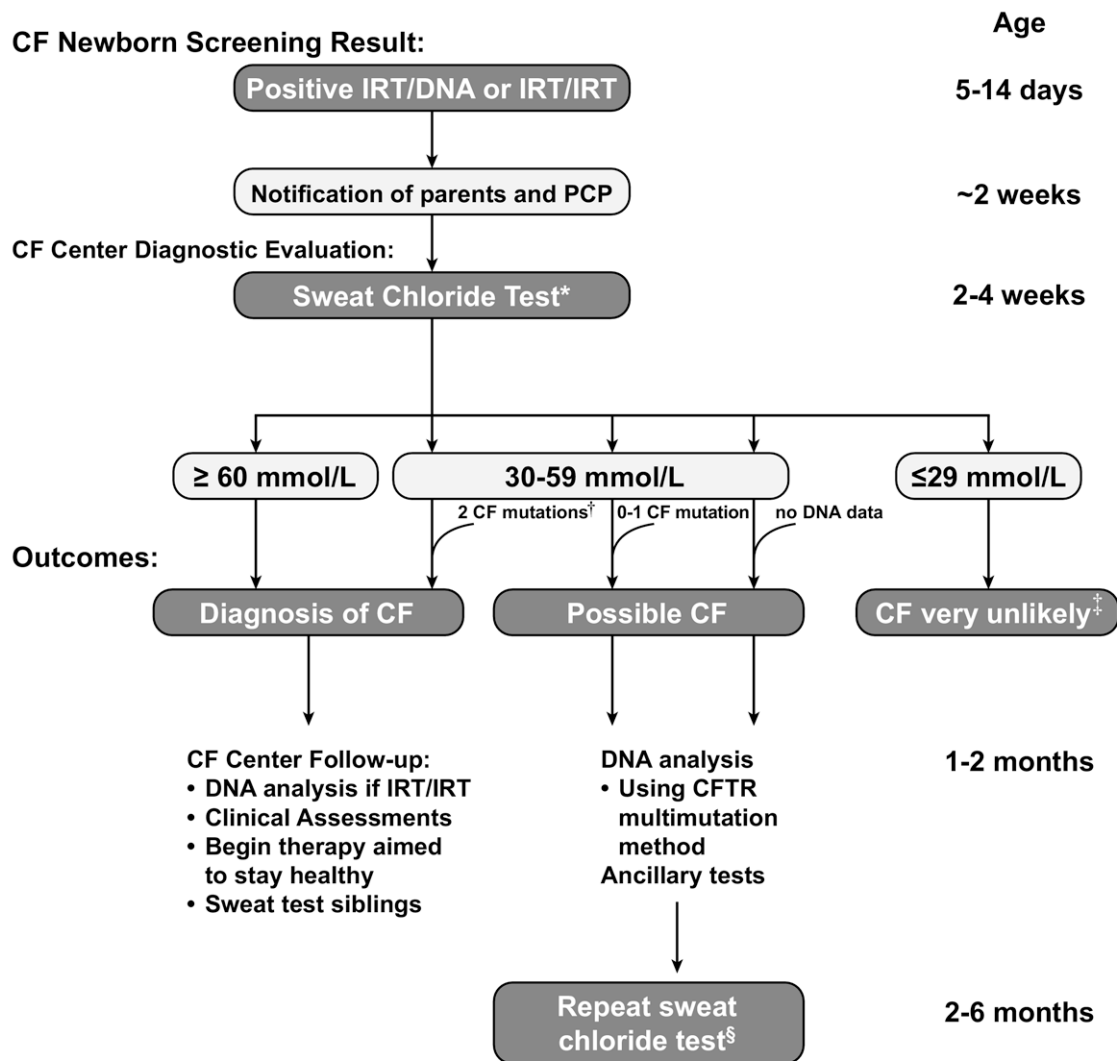 Age
CF Newborn Screening Result:
Positive IRT/DNA or IRT/IRT
5-14 days
Notification of parents and PCP
~2 weeks
CF Center Diagnostic Evaluation:
Sweat Chloride Test*
2-4 weeks
≥ 60 mmol/L
30-59 mmol/L
≤29 mmol/L
2 CF mutations†
0-1 CF mutation
no DNA data
Outcomes:
Diagnosis of CF
Possible CF
CF very unlikely‡
CF Center Follow-up:
• DNA analysis if IRT/IRT
• Clinical Assessments
• Begin therapy aimed
to stay healthy
• Sweat test siblings
DNA analysis
• Using CFTR
multimutation
method
Ancillary tests
1-2 months
Repeat sweat
chloride test§
2-6 months